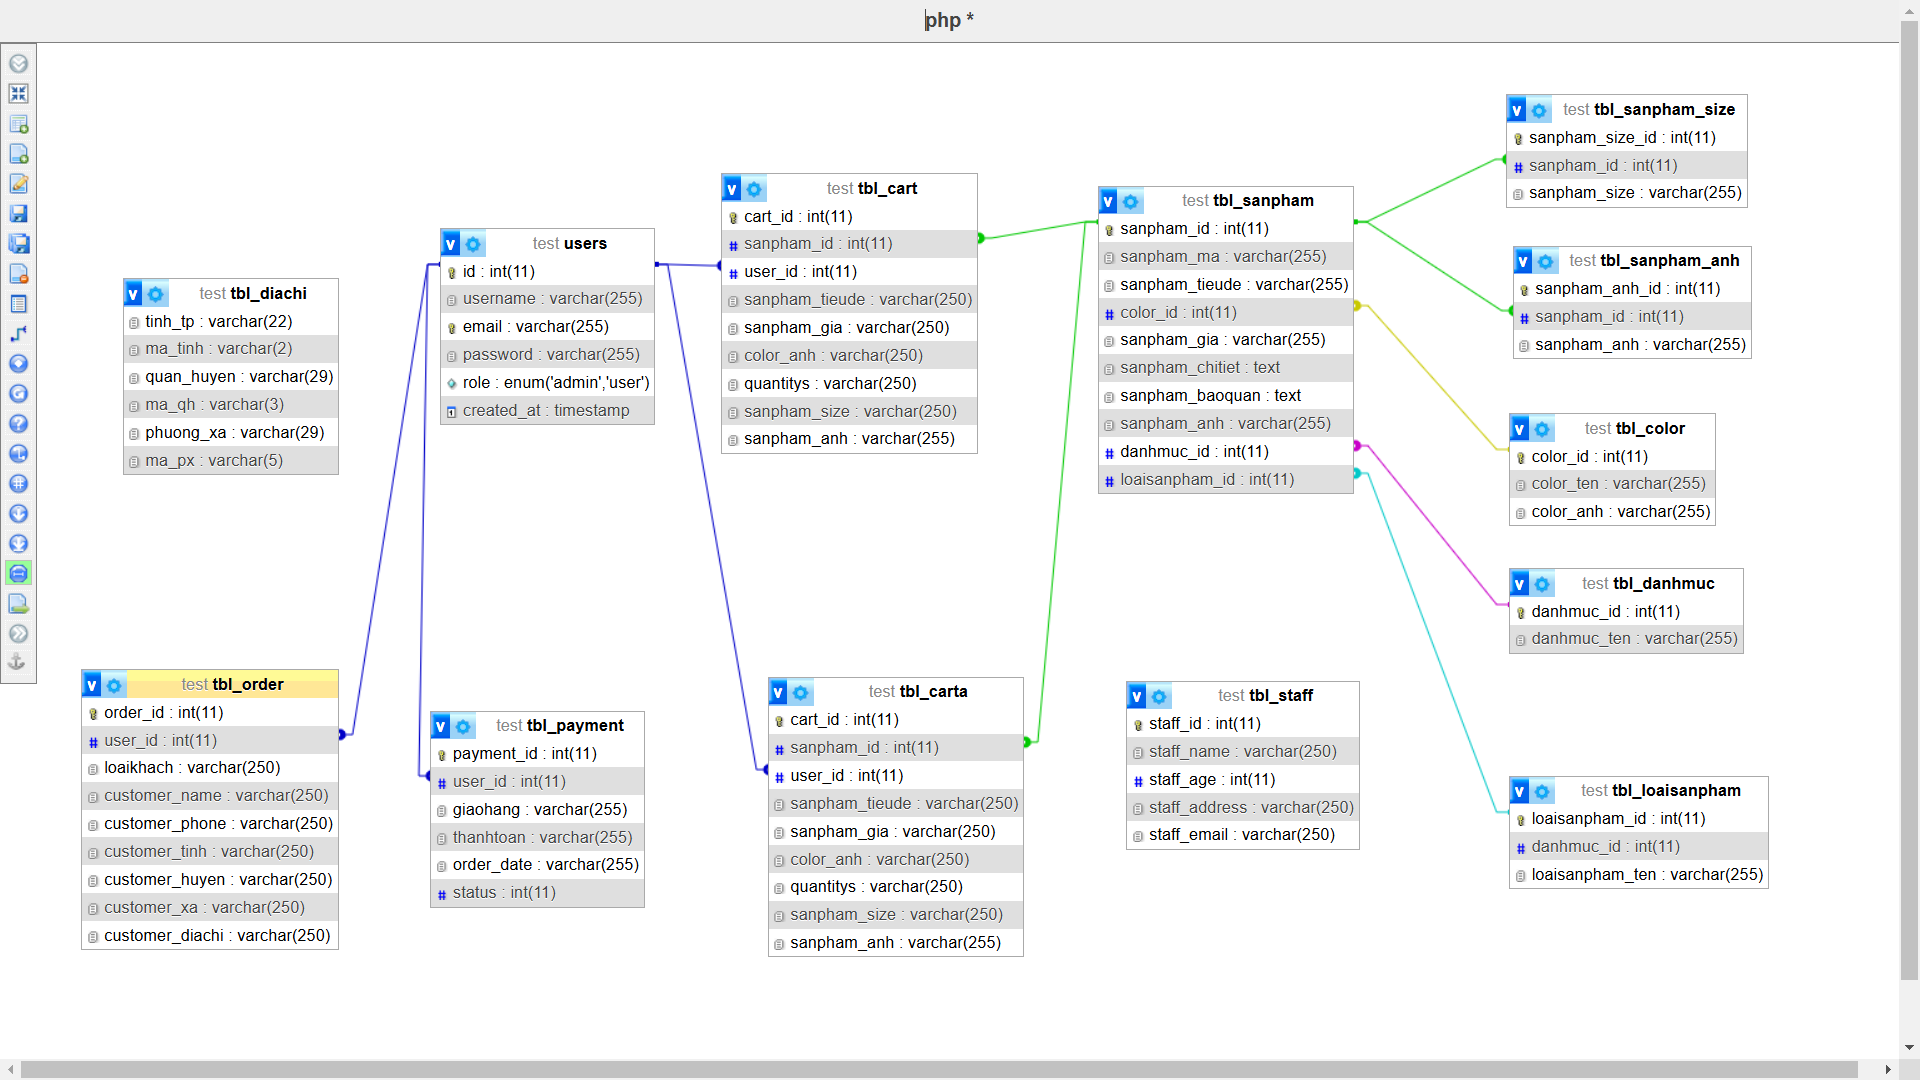 php *
test tbl_diachi
tinh_tp : varchar(22)
ma_tinh : varchar(2)
quan_huyen : varchar(29)
ma_qh : varchar(3)
phuong_xa : varchar(29)
ma_px : varchar(5)
test users
id : int(11)
username : varchar(255)
email : varchar(255)
password : varchar(255)
role : enum('admin','user')
created_at : timestamp
test tbl_cart
cart_id : int(11)
sanpham_id : int(11)
user_id : int(11)
sanpham_tieude : varchar(250)
sanpham_gia : varchar(250)
color_anh : varchar(250)
quantitys : varchar(250)
sanpham_size : varchar(250)
sanpham_anh : varchar(255)
test tbl_sanpham
sanpham_id : int(11)
sanpham_ma : varchar(255)
sanpham_tieude : varchar(255)
color_id : int(11)
sanpham_gia : varchar(255)
sanpham_chitiet : text
sanpham_baoquan : text
sanpham_anh : varchar(255)
danhmuc_id : int(11)
loaisanpham_id : int(11)
test tbl_sanpham_size
sanpham_size_id : int(11)
sanpham_id : int(11)
sanpham_size : varchar(255)
test tbl_sanpham_anh
sanpham_anh_id : int(11)
sanpham_id : int(11)
sanpham_anh : varchar(255)
test tbl_color
color_id : int(11)
color_ten : varchar(255)
color_anh : varchar(255)
test tbl_danhmuc
danhmuc_id : int(11)
danhmuc_ten : varchar(255)
test tbl_order
order_id : int(11)
user_id : int(11)
loaikhach : varchar(250)
customer_name : varchar(250)
customer_phone : varchar(250)
customer_tinh : varchar(250)
customer_huyen : varchar(250)
customer_xa : varchar(250)
customer_diachi : varchar(250)
test tbl_payment
payment_id : int(11)
user_id : int(11)
giaohang : varchar(255)
thanhtoan : varchar(255)
order_date : varchar(255)
status : int(11)
test tbl_carta
cart_id : int(11)
sanpham_id : int(11)
user_id : int(11)
sanpham_tieude : varchar(250)
sanpham_gia : varchar(250)
color_anh : varchar(250)
quantitys : varchar(250)
sanpham_size : varchar(250)
sanpham_anh : varchar(255)
test tbl_staff
staff_id : int(11)
staff_name : varchar(250)
staff_age : int(11)
staff_address : varchar(250)
staff_email : varchar(250)
test tbl_loaisanpham
loaisanpham_id : int(11)
danhmuc_id : int(11)
loaisanpham_ten : varchar(255)